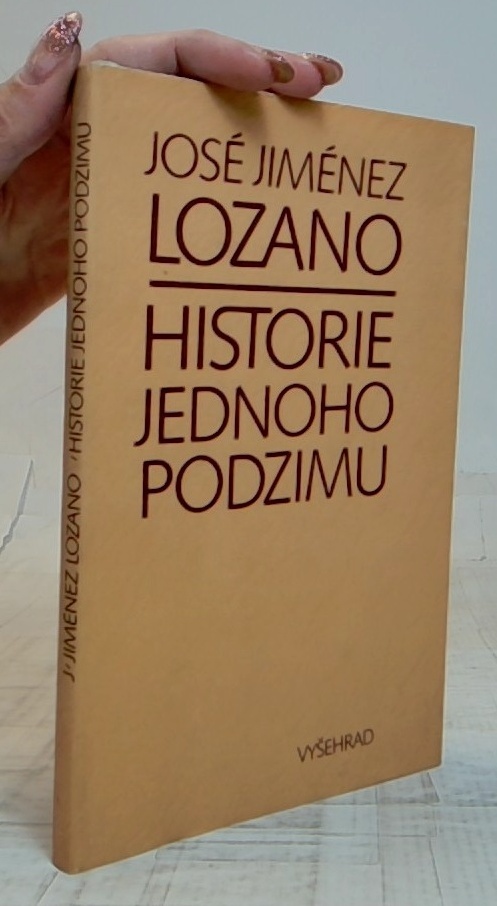 JOSÉ JIMÉNEZ
LOZANO
HISTORIE
JEDNOHO
PODZIMU
VYŠEHRAD
J. JIMÉNEZ LOZANO / HISTORIE JEDNOHO PODZIMU